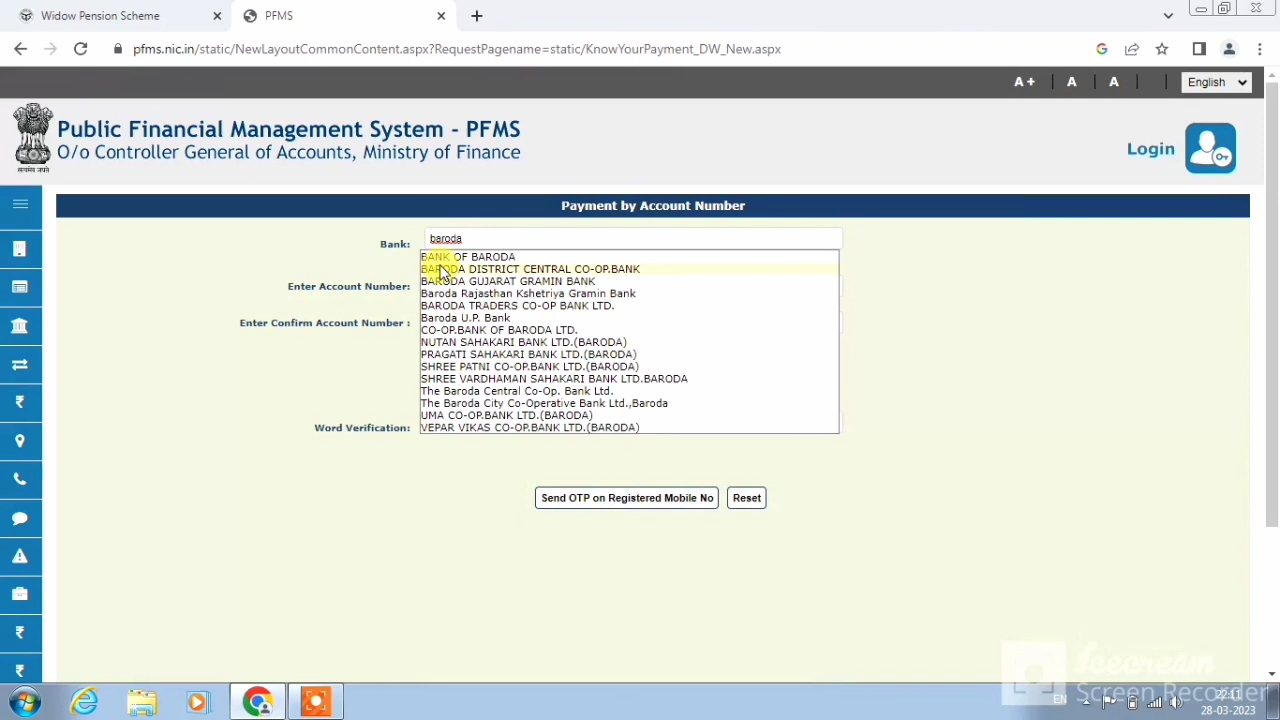 Widow Pension Scheme
PFMS
pfms.nic.in/static/NewLayoutCommonContent.aspx?RequestPagename=static/KnowYourPayment_DW_New.aspx
A+ A A English
Public Financial Management System - PFMS
O/o Controller General of Accounts, Ministry of Finance
सत्यमेव जयते
Login
Payment by Account Number
Bank: baroda
BANK OF BARODA
BARODA DISTRICT CENTRAL CO-OP.BANK
BARODA GUJARAT GRAMIN BANK
Enter Account Number:
Baroda Rajasthan Kshetriya Gramin Bank
BARODA TRADERS CO-OP BANK LTD.
Baroda U.P. Bank
Enter Confirm Account Number :
CO-OP.BANK OF BARODA LTD.
NUTAN SAHAKARI BANK LTD.(BARODA)
PRAGATI SAHAKARI BANK LTD.(BARODA)
SHREE PATNI CO-OP.BANK LTD.(BARODA)
SHREE VARDHAMAN SAHAKARI BANK LTD.BARODA
The Baroda Central Co-Op. Bank Ltd.
The Baroda City Co-Operative Bank Ltd.,Baroda
UMA CO-OP.BANK LTD.(BARODA)
VEPAR VIKAS CO-OP.BANK LTD.(BARODA)
Word Verification:
Send OTP on Registered Mobile No Reset
Icecream
Screen Recorder
EN
22:11
28-03-2023